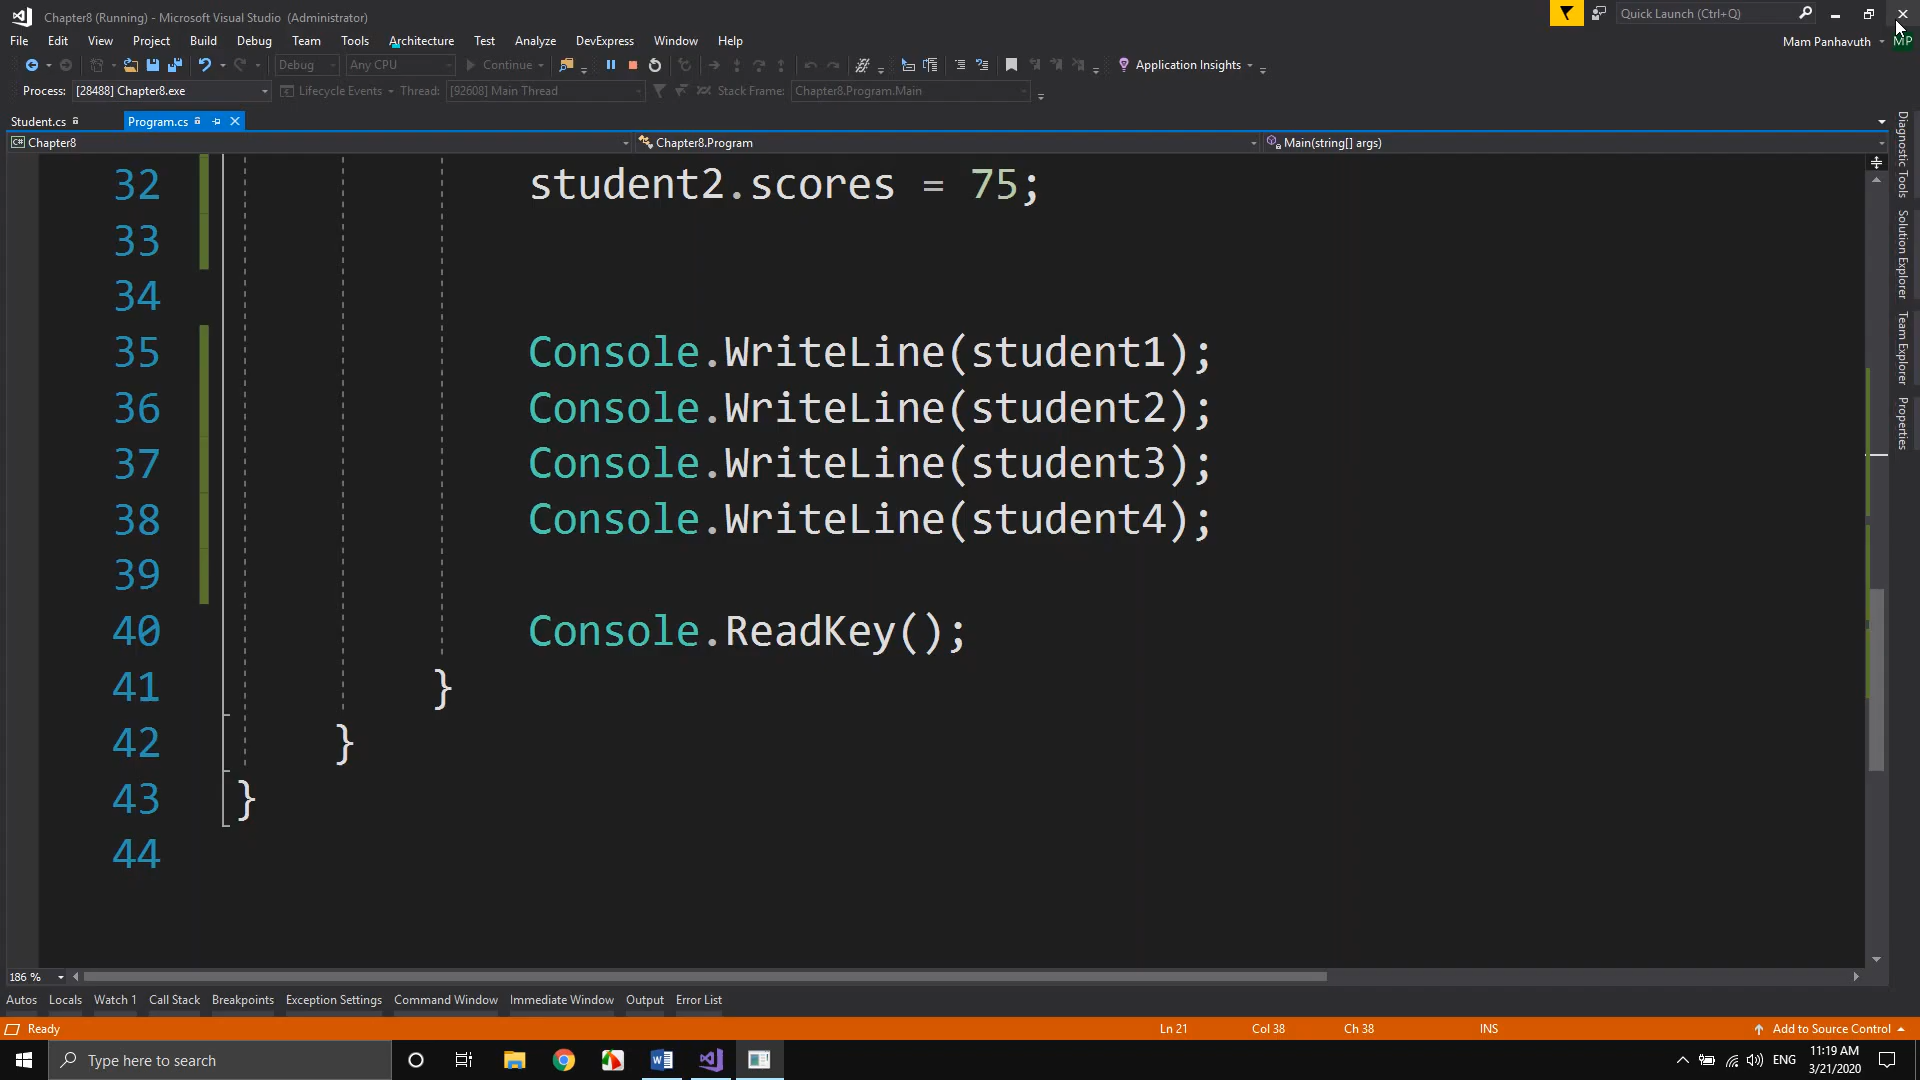 Chapter8 (Running) - Microsoft Visual Studio (Administrator)
Quick Launch (Ctrl+Q)
File Edit View Project Build Debug Team Tools Architecture Test Analyze DevExpress Window Help
Mam Panhavuth MP
Debug Any CPU Continue Application Insights
Process: [28488] Chapter8.exe Lifecycle Events Thread: [92608] Main Thread Stack Frame: Chapter8.Program.Main
Student.cs Program.cs
Chapter8 Chapter8.Program Main(string[] args)
32 student2.scores = 75;
33
34
35 Console.WriteLine(student1);
36 Console.WriteLine(student2);
37 Console.WriteLine(student3);
38 Console.WriteLine(student4);
39
40 Console.ReadKey();
41 }
42 }
43 }
44
Diagnostic Tools
Solution Explorer
Team Explorer
Properties
186 %
Autos Locals Watch 1 Call Stack Breakpoints Exception Settings Command Window Immediate Window Output Error List
Ready Ln 21 Col 38 Ch 38 INS Add to Source Control
Type here to search
ENG
11:19 AM
3/21/2020